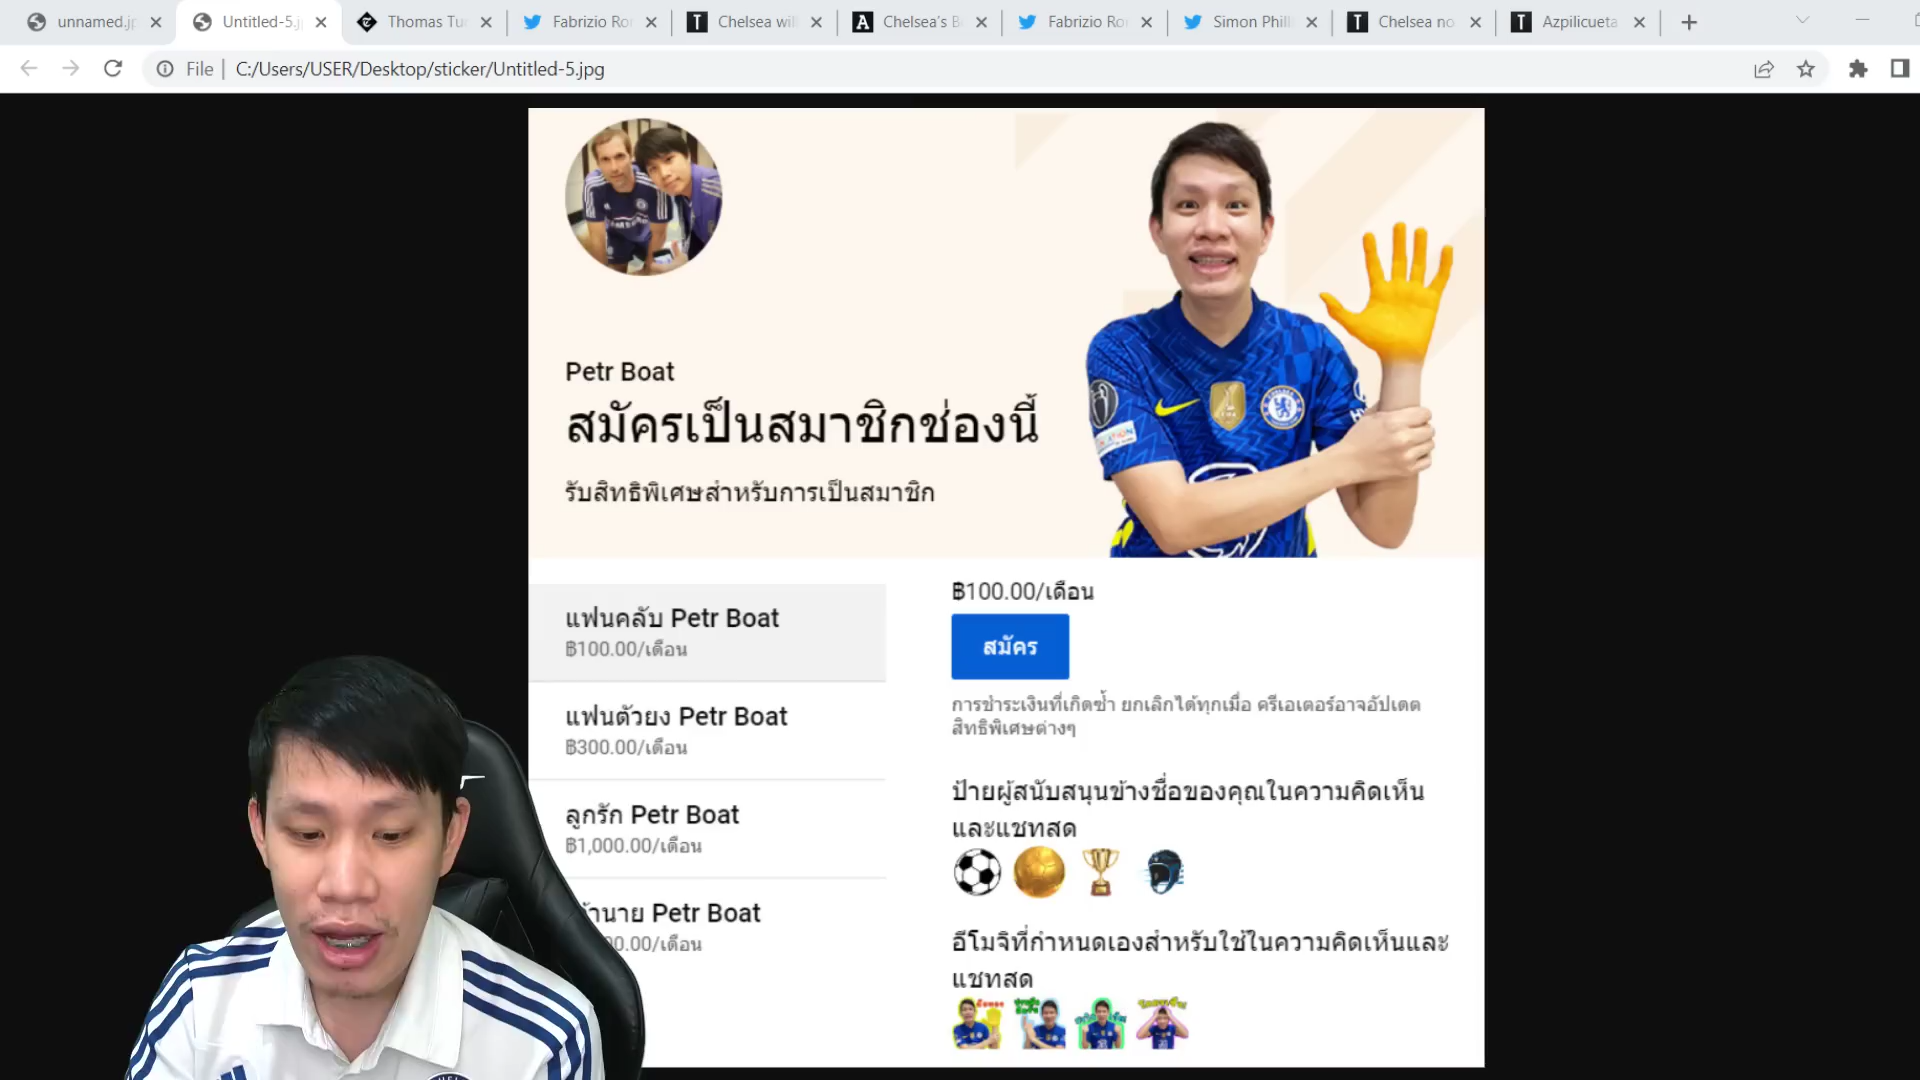 unnamed.j
Untitled-5.j
Thomas Tu
Fabrizio Ro
Chelsea wil
Chelsea's B
Fabrizio Ro
Simon Phill
Chelsea no
Azpilicueta
File
C:/Users/USER/Desktop/sticker/Untitled-5.jpg
Petr Boat
สมัครเป็นสมาชิกช่องนี้
รับสิทธิพิเศษสำหรับการเป็นสมาชิก
แฟนคลับ Petr Boat
฿100.00/เดือน
แฟนตัวยง Petr Boat
฿300.00/เดือน
ลูกรัก Petr Boat
฿1,000.00/เดือน
านาย Petr Boat
00.00/เดือน
฿100.00/เดือน
สมัคร
การชำระเงินที่เกิดซ้ำ ยกเลิกได้ทุกเมื่อ ครีเอเตอร์อาจอัปเดต
สิทธิพิเศษต่างๆ
ป้ายผู้สนับสนุนข้างชื่อของคุณในความคิดเห็น
และแชทสด
อีโมจิที่กำหนดเองสำหรับใช้ในความคิดเห็นและ
แชทสด